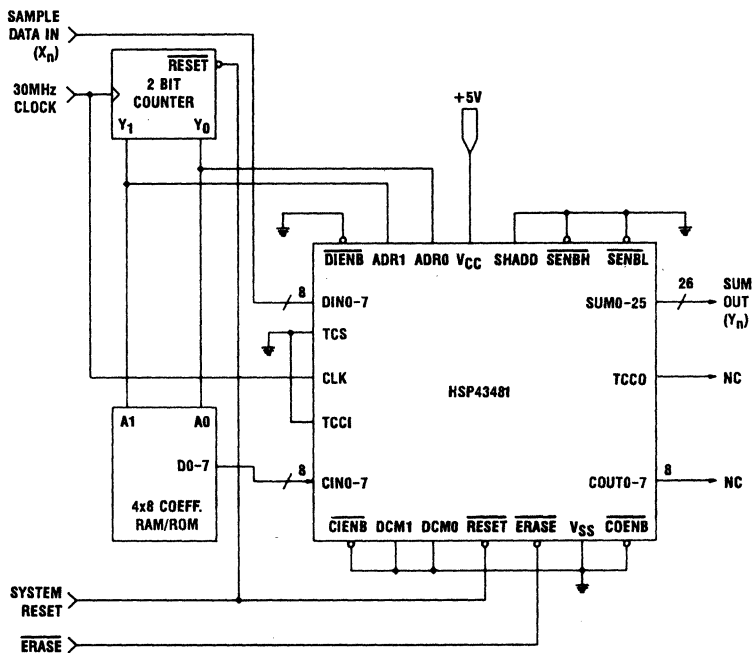 SAMPLE
DATA IN
(Xn)
30MHz
CLOCK
RESET
2 BIT
COUNTER
Y1 Y0
+5V
DIENB ADR1 ADR0 VCC SHADD SENBH SENBL
8
DIN0-7
TCS
CLK
TCCI
8
CIN0-7
HSP43481
26
SUM0-25
SUM
OUT
(Yn)
TCCO
NC
8
COUT0-7
NC
CIENB DCM1 DCM0 RESET ERASE VSS COENB
A1 A0
D0-7
4x8 COEFF.
RAM/ROM
SYSTEM
RESET
ERASE